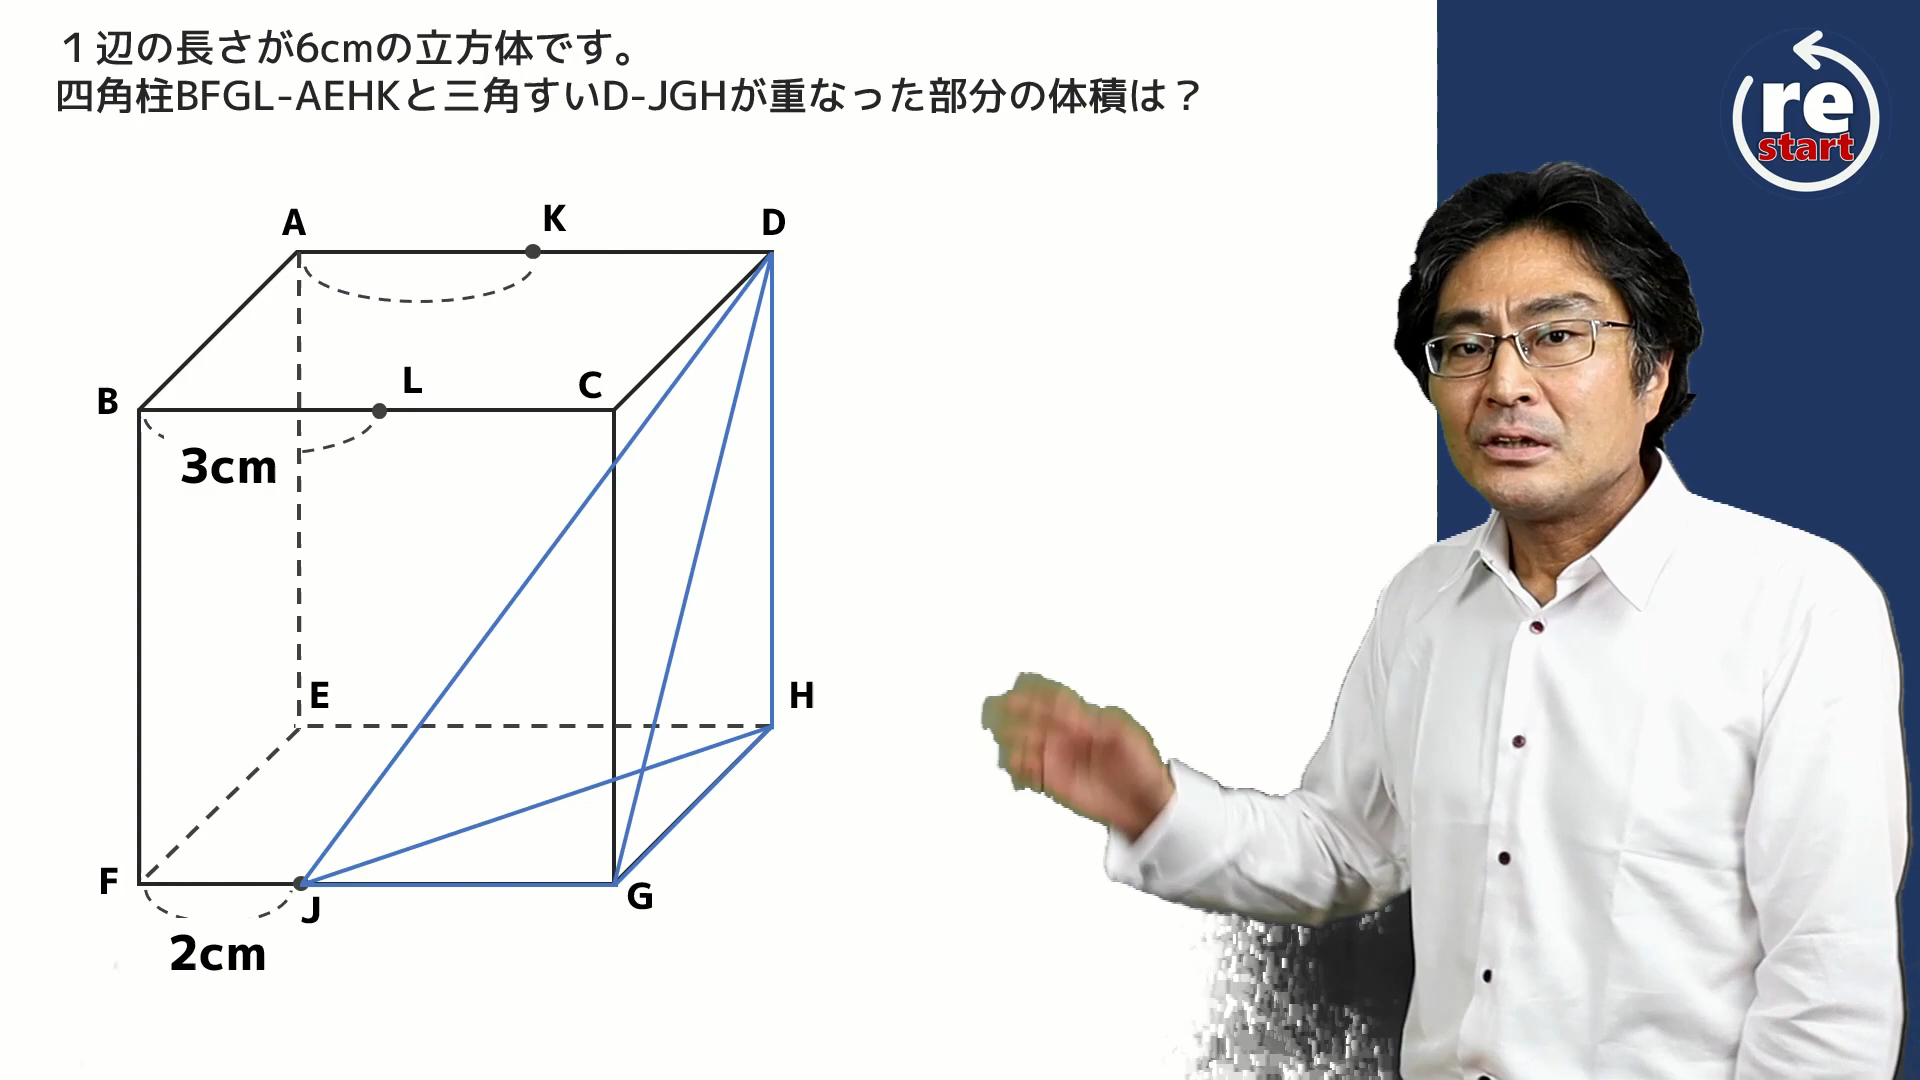 １辺の長さが6cmの立方体です。
四角柱BFGL-AEHKと三角すいD-JGHが重なった部分の体積は？
re
start
A
K
D
B
L
C
3cm
E
H
F
J
G
2cm